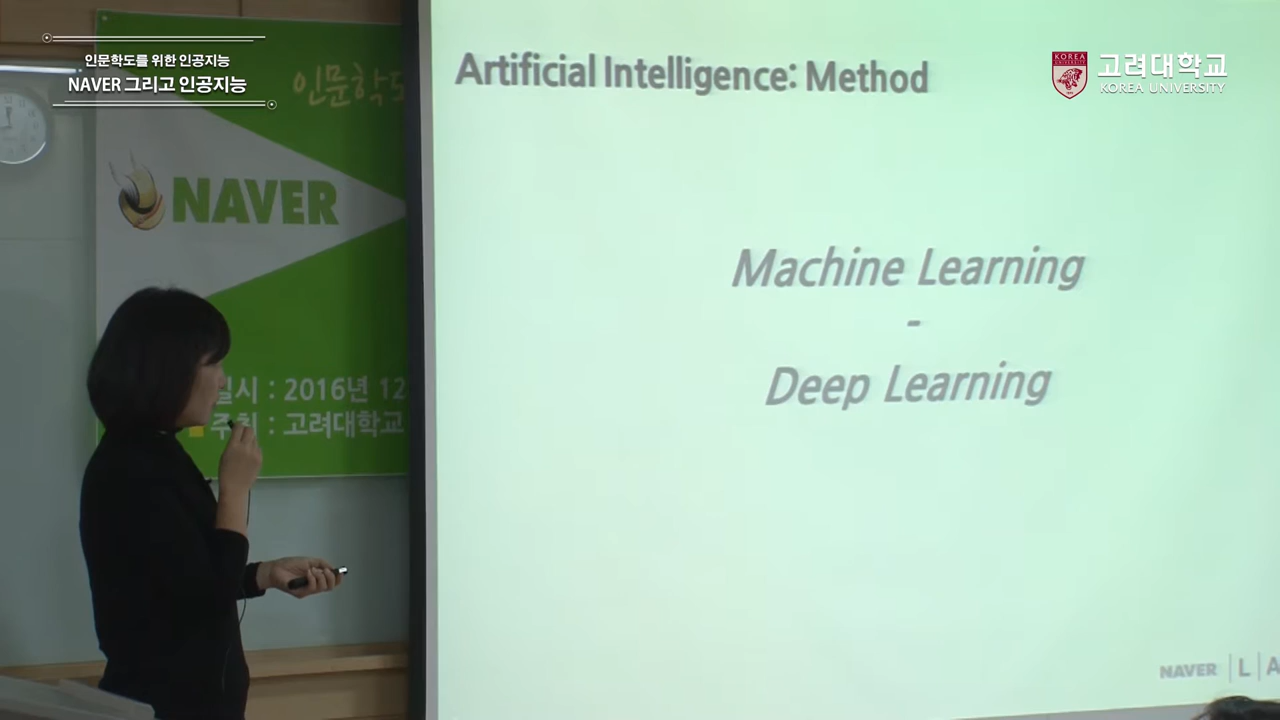 인문학도를 위한 인공지능
NAVER 그리고 인공지능
인문학도
NAVER
일시 : 2016년 12
주최 : 고려대학교
Artificial Intelligence: Method
KOREA
고려대학교
KOREA UNIVERSITY
Machine Learning
-
Deep Learning
NAVER | L A